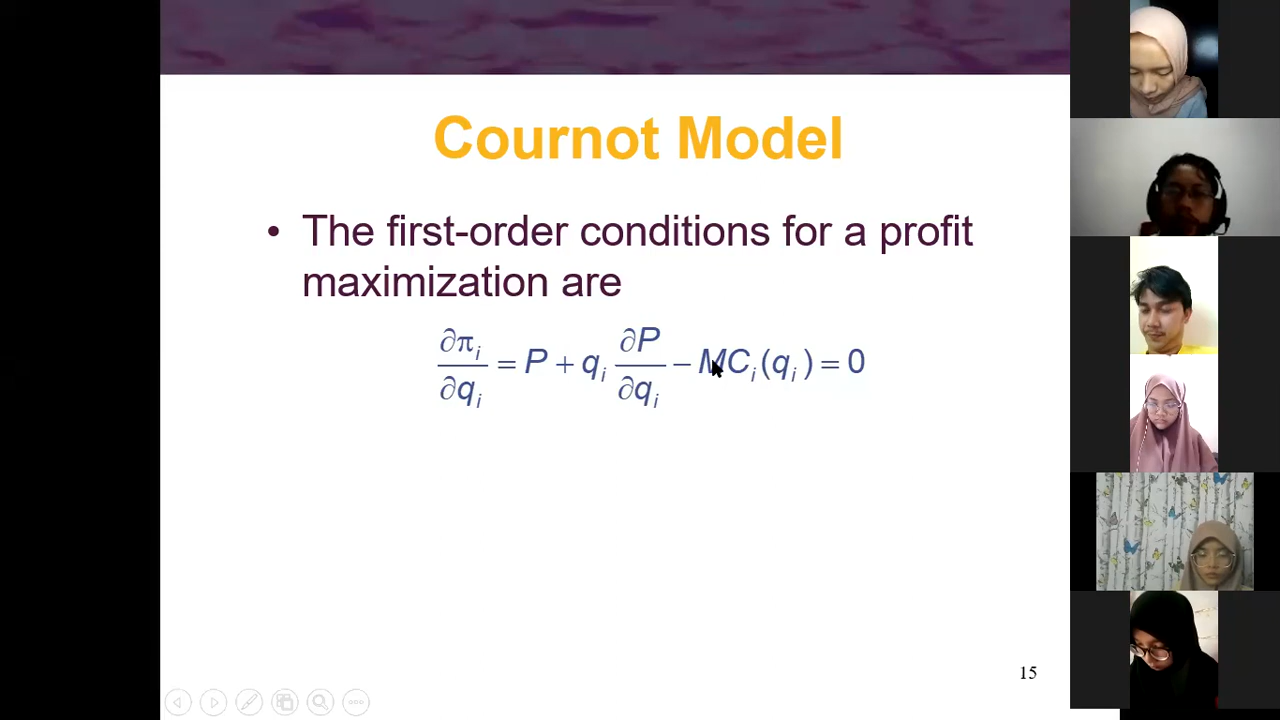 Cournot Model
• The first-order conditions for a profit
maximization are
∂πᵢ/∂qᵢ = P + qᵢ ∂P/∂qᵢ − MCᵢ(qᵢ) = 0
15